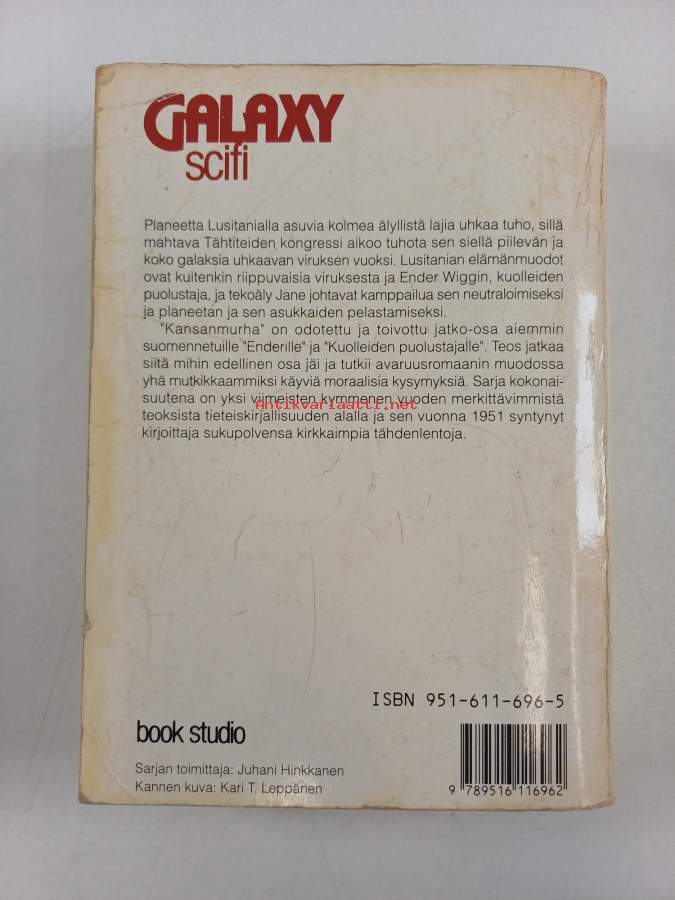 GALAXY
scifi
Planeetta Lusitanialla asuvia kolmea älyllistä lajia uhkaa tuho, sillä
mahtava Tähtiteiden kongressi aikoo tuhota sen siellä piilevän ja
koko galaksia uhkaavan viruksen vuoksi. Lusitanian elämänmuodot
ovat kuitenkin riippuvaisia viruksesta ja Ender Wiggin, kuolleiden
puolustaja, ja tekoäly Jane johtavat kamppailua sen neutraloimiseksi
ja planeetan ja sen asukkaiden pelastamiseksi.
"Kansanmurha" on odotettu ja toivottu jatko-osa aiemmin
suomennetuille "Enderille" ja "Kuolleiden puolustajalle". Teos jatkaa
siitä mihin edellinen osa jäi ja tutkii avaruusromaanin muodossa
yhä mutkikkaammiksi käyviä moraalisia kysymyksiä. Sarja kokonai-
suutena on yksi viimeisten kymmenen vuoden merkittävimmistä
Antikvariaatti.net
teoksista tieteiskirjallisuuden alalla ja sen vuonna 1951 syntynyt
kirjoittaja sukupolvensa kirkkaimpia tähdenlentoja.
ISBN 951-611-696-5
book studio
Sarjan toimittaja: Juhani Hinkkanen
Kannen kuva: Kari T. Leppänen
9 789516 116962